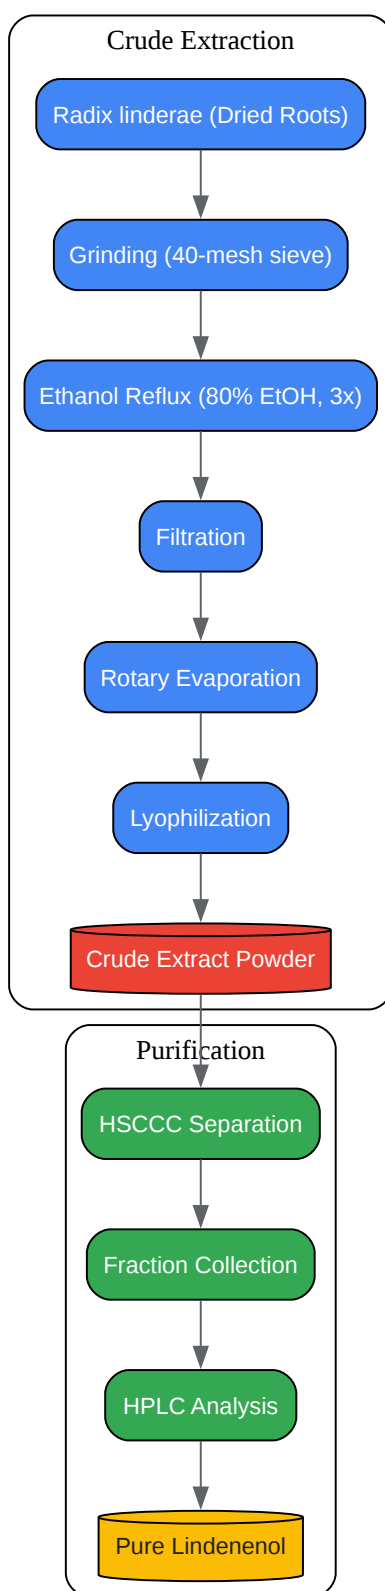 Crude Extraction
Radix linderae (Dried Roots)
Grinding (40-mesh sieve)
Ethanol Reflux (80% EtOH, 3x)
Filtration
Rotary Evaporation
Lyophilization
Crude Extract Powder
Purification
HSCCC Separation
Fraction Collection
HPLC Analysis
Pure Lindenenol